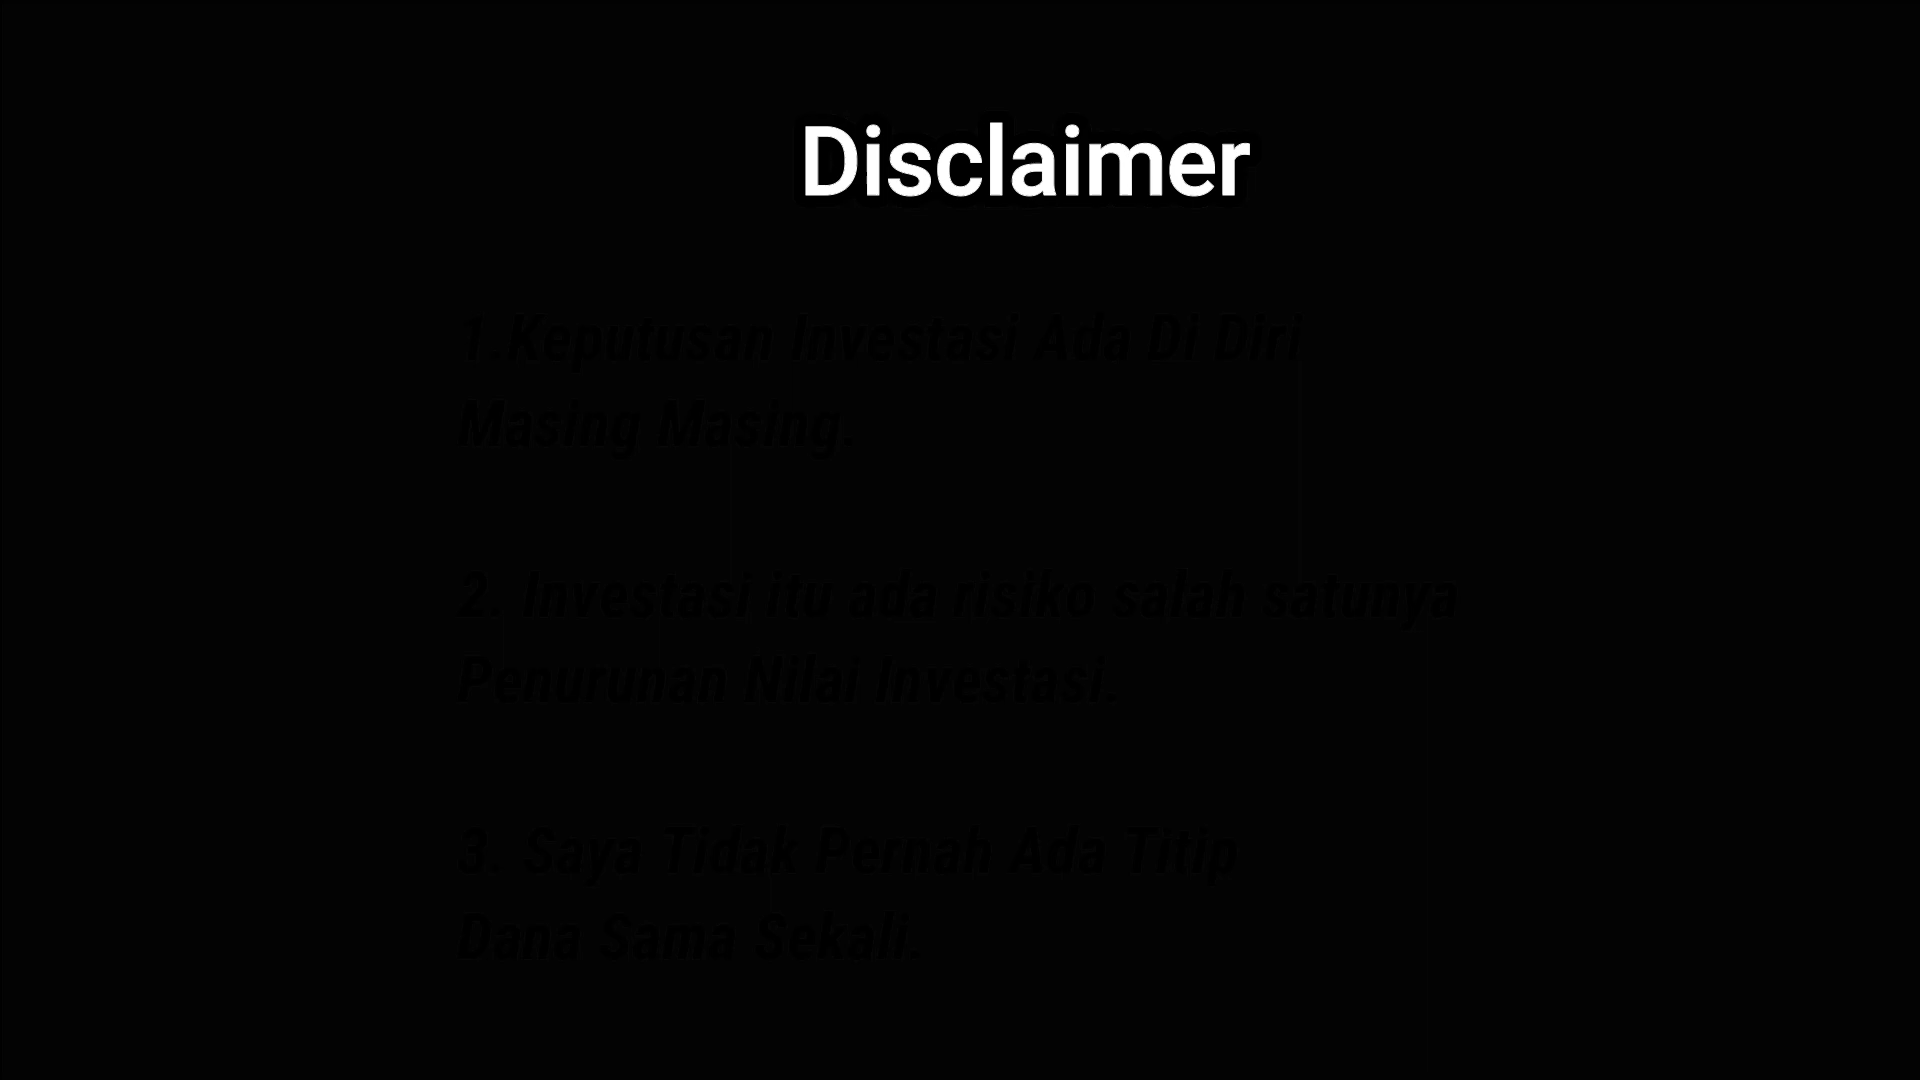 Disclaimer
1.Keputusan Investasi Ada Di Diri
Masing Masing.
2. Investasi itu ada risiko salah satunya
Penurunan Nilai Investasi.
3. Saya Tidak Pernah Ada Titip
Dana Sama Sekali.